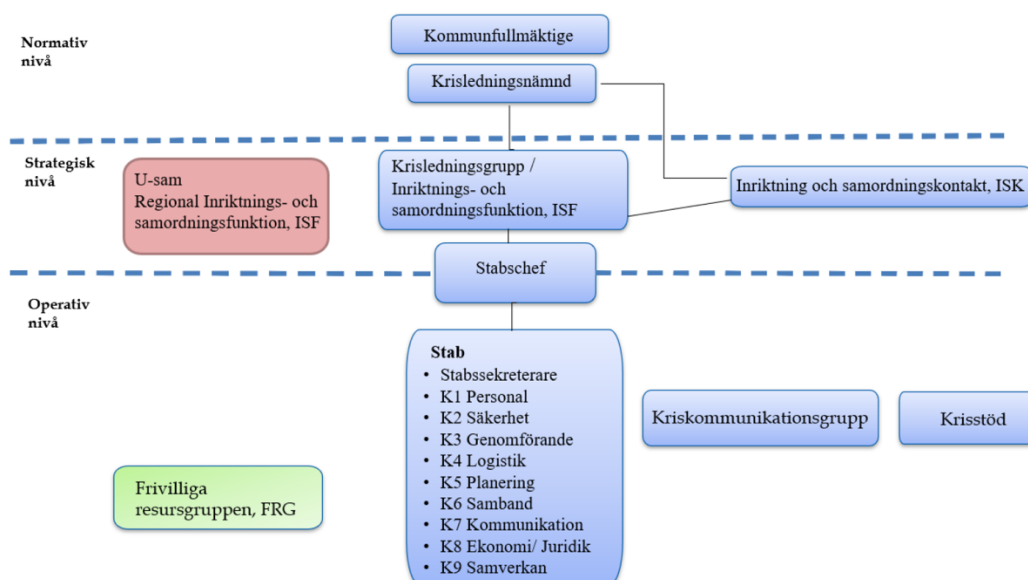 Normativ
nivå
Kommunfullmäktige
Krisledningsnämnd
Strategisk
nivå
U-sam
Regional Inriktnings- och
samordningsfunktion, ISF
Krisledningsgrupp /
Inriktnings- och
samordningsfunktion, ISF
Inriktning och samordningskontakt, ISK
Stabschef
Operativ
nivå
Stab
• Stabssekreterare
• K1 Personal
• K2 Säkerhet
• K3 Genomförande
• K4 Logistik
• K5 Planering
• K6 Samband
• K7 Kommunikation
• K8 Ekonomi/ Juridik
• K9 Samverkan
Kriskommunikationsgrupp
Krisstöd
Frivilliga
resursgruppen, FRG